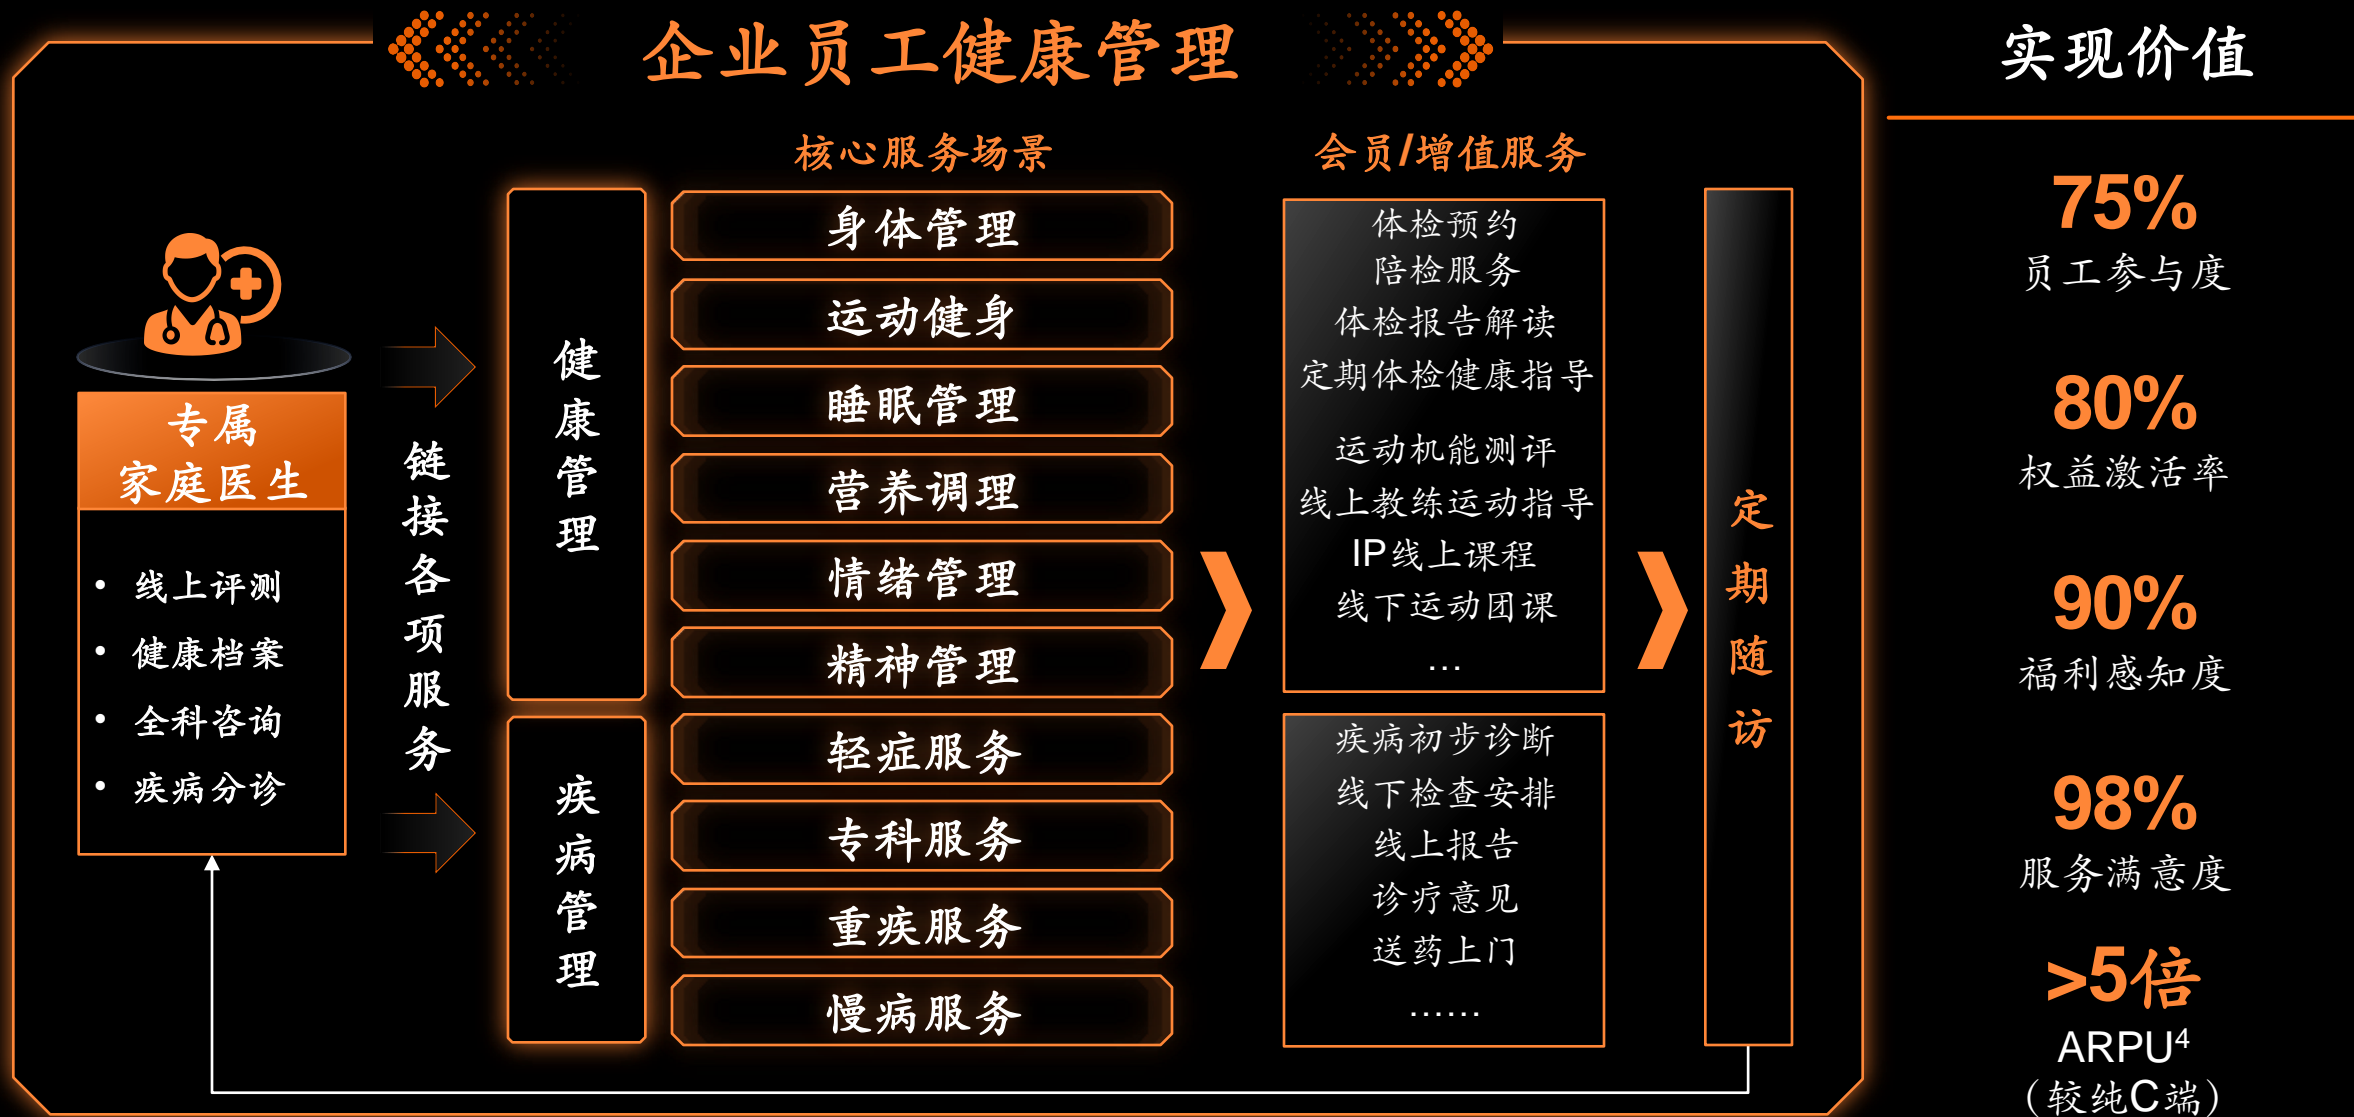 企业员工健康管理
实现价值
核心服务场景
会员/增值服务
专属
家庭医生
• 线上评测
• 健康档案
• 全科咨询
• 疾病分诊
链接各项服务
健康管理
疾病管理
身体管理
运动健身
睡眠管理
营养调理
情绪管理
精神管理
轻症服务
专科服务
重疾服务
慢病服务
体检预约
陪检服务
体检报告解读
定期体检健康指导
运动机能测评
线上教练运动指导
IP线上课程
线下运动团课
...
疾病初步诊断
线下检查安排
线上报告
诊疗意见
送药上门
......
定期随访
75%
员工参与度
80%
权益激活率
90%
福利感知度
98%
服务满意度
>5倍
ARPU⁴
（较纯C端）